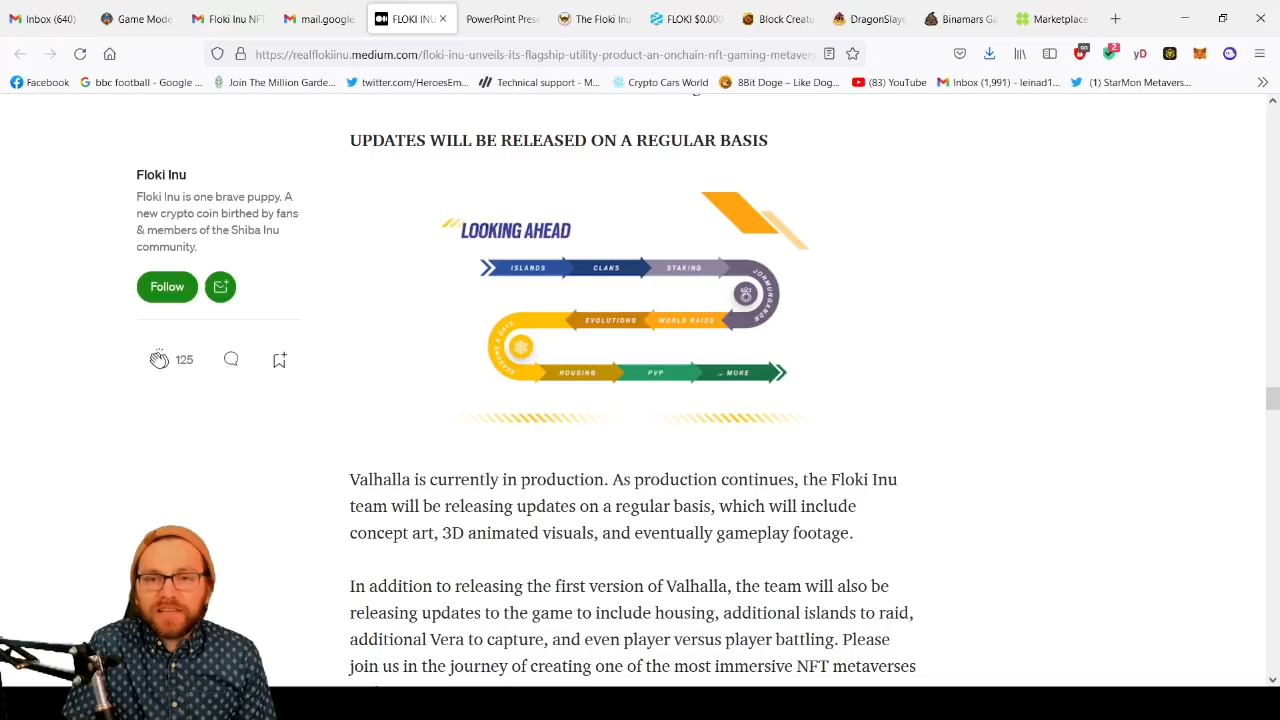 Inbox (640)
Game Mode
Floki Inu NFT
mail.google.
FLOKI INU
PowerPoint Pres
The Floki Inu
FLOKI $0.000
Block Creatu
DragonSlaye
Binamars Ga
Marketplace
https://realflokiinu.medium.com/floki-inu-unveils-its-flagship-utility-product-an-onchain-nft-gaming-metavers
2
yD
Facebook
bbc football - Google ...
Join The Million Garde...
twitter.com/HeroesEm...
Technical support - M...
Crypto Cars World
8Bit Doge – Like Dog...
(83) YouTube
Inbox (1,991) - leinad1...
(1) StarMon Metavers...
UPDATES WILL BE RELEASED ON A REGULAR BASIS
Floki Inu
Floki Inu is one brave puppy. A
new crypto coin birthed by fans
& members of the Shiba Inu
community.
Follow
125
LOOKING AHEAD
ISLANDS
CLANS
STAKING
JORMUNGANDR
WORLD RAIDS
EVOLUTIONS
HOUSING
PVP
... MORE
Valhalla is currently in production. As production continues, the Floki Inu
team will be releasing updates on a regular basis, which will include
concept art, 3D animated visuals, and eventually gameplay footage.
In addition to releasing the first version of Valhalla, the team will also be
releasing updates to the game to include housing, additional islands to raid,
additional Vera to capture, and even player versus player battling. Please
join us in the journey of creating one of the most immersive NFT metaverses